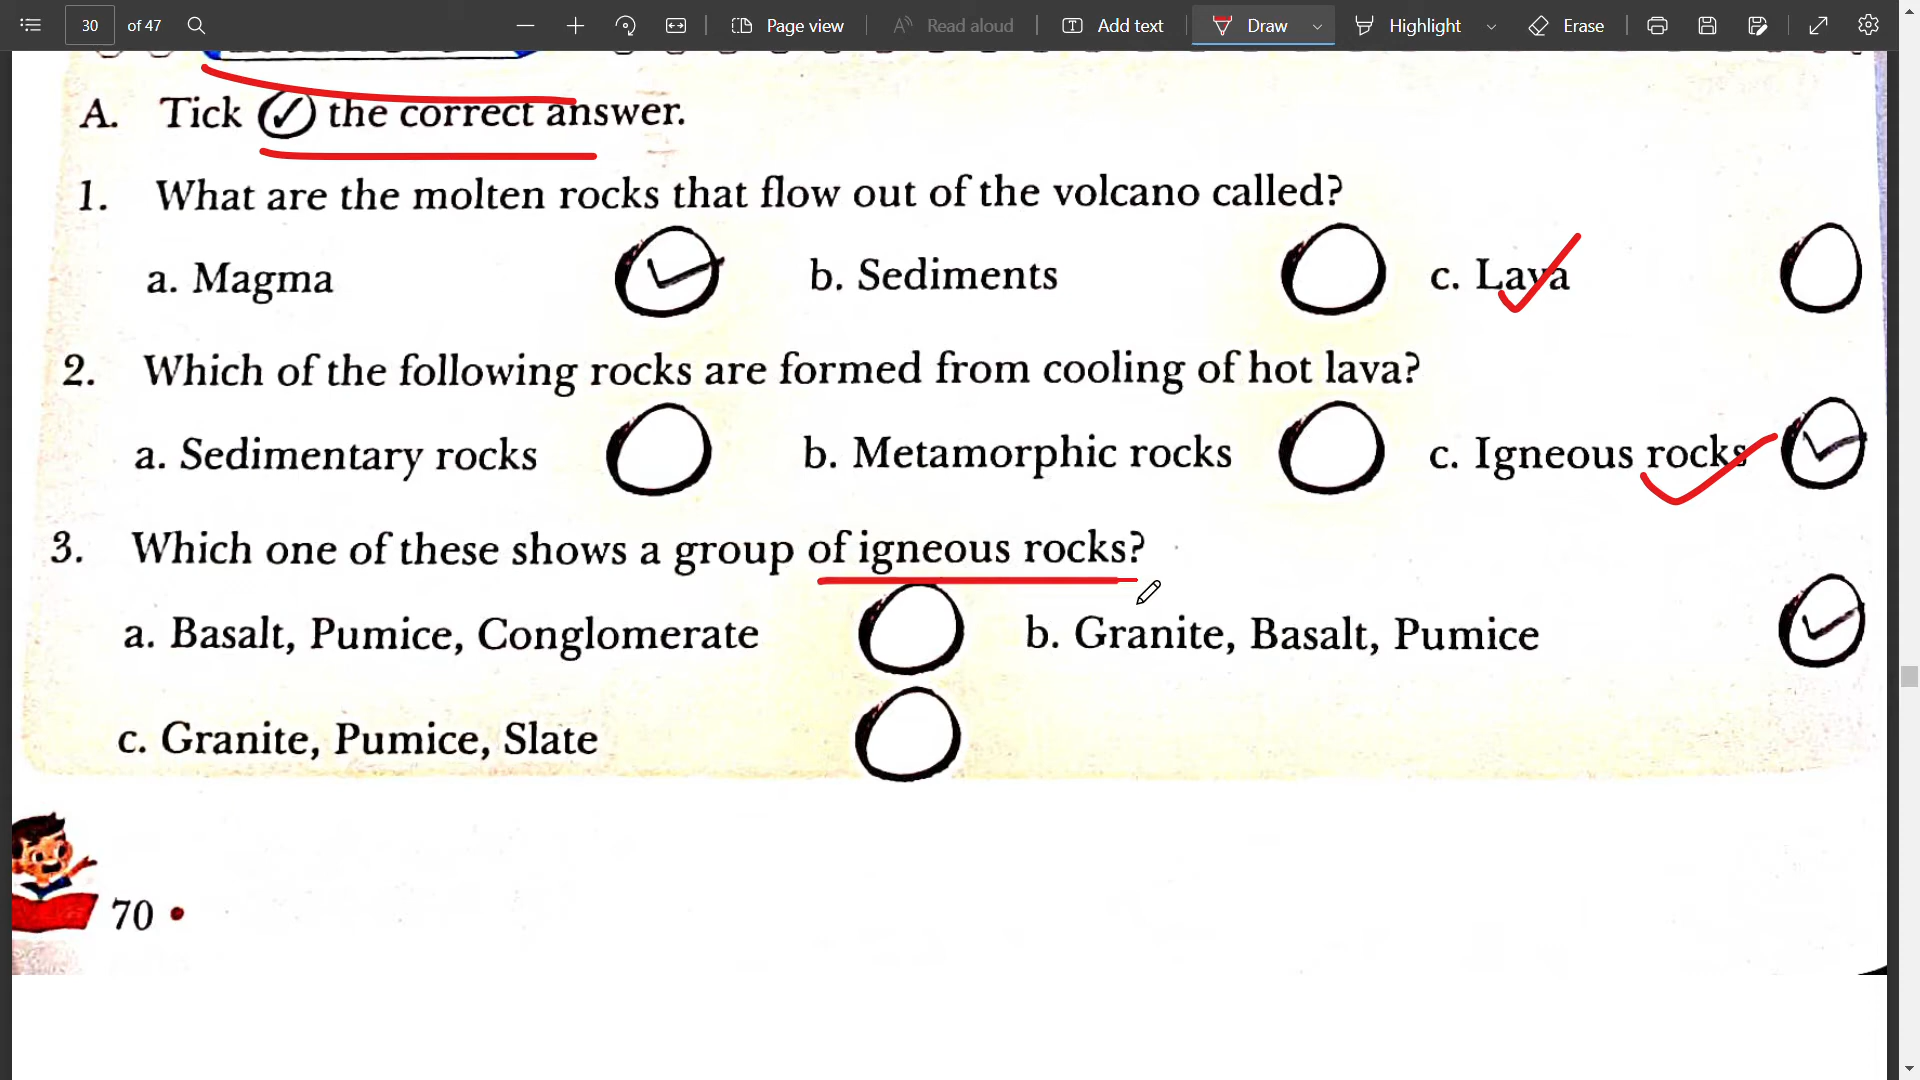 30 of 47 Page view Read aloud Add text Draw Highlight Erase
A. Tick ✓ the correct answer.
1. What are the molten rocks that flow out of the volcano called?
a. Magma b. Sediments c. Lava
2. Which of the following rocks are formed from cooling of hot lava?
a. Sedimentary rocks b. Metamorphic rocks c. Igneous rocks
3. Which one of these shows a group of igneous rocks?
a. Basalt, Pumice, Conglomerate b. Granite, Basalt, Pumice
c. Granite, Pumice, Slate
70 •